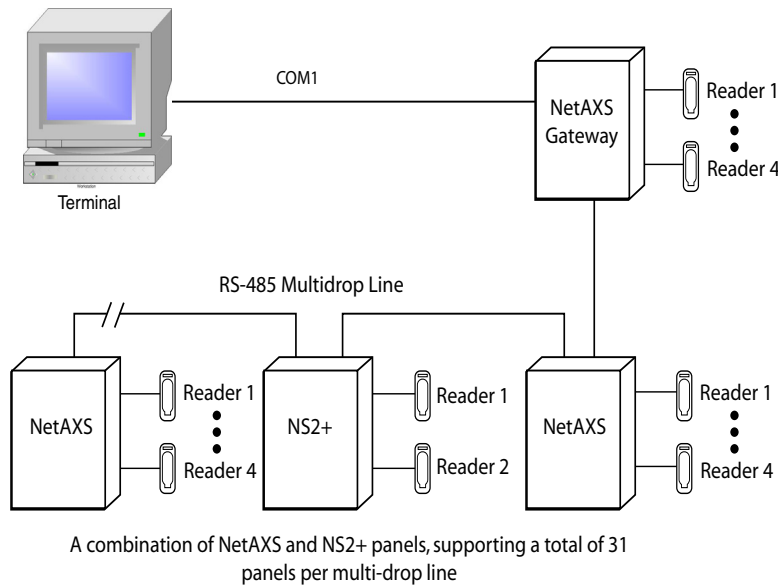 COM1
NetAXS
Gateway
Reader 1
Reader 4
Workstation
Terminal
RS-485 Multidrop Line
NetAXS
Reader 1
Reader 4
NS2+
Reader 1
Reader 2
NetAXS
Reader 1
Reader 4
A combination of NetAXS and NS2+ panels, supporting a total of 31
panels per multi-drop line